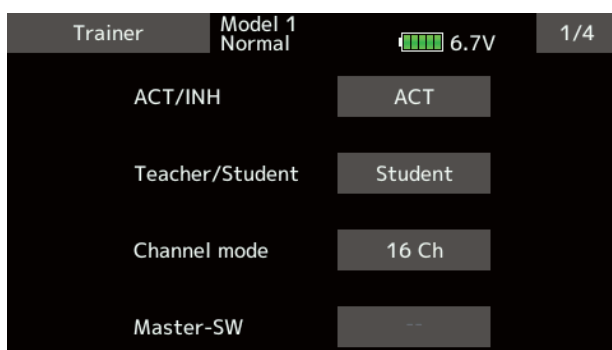 Trainer
Model 1
Normal
6.7V
1/4
ACT/INH
ACT
Teacher/Student
Student
Channel mode
16 Ch
Master-SW
--